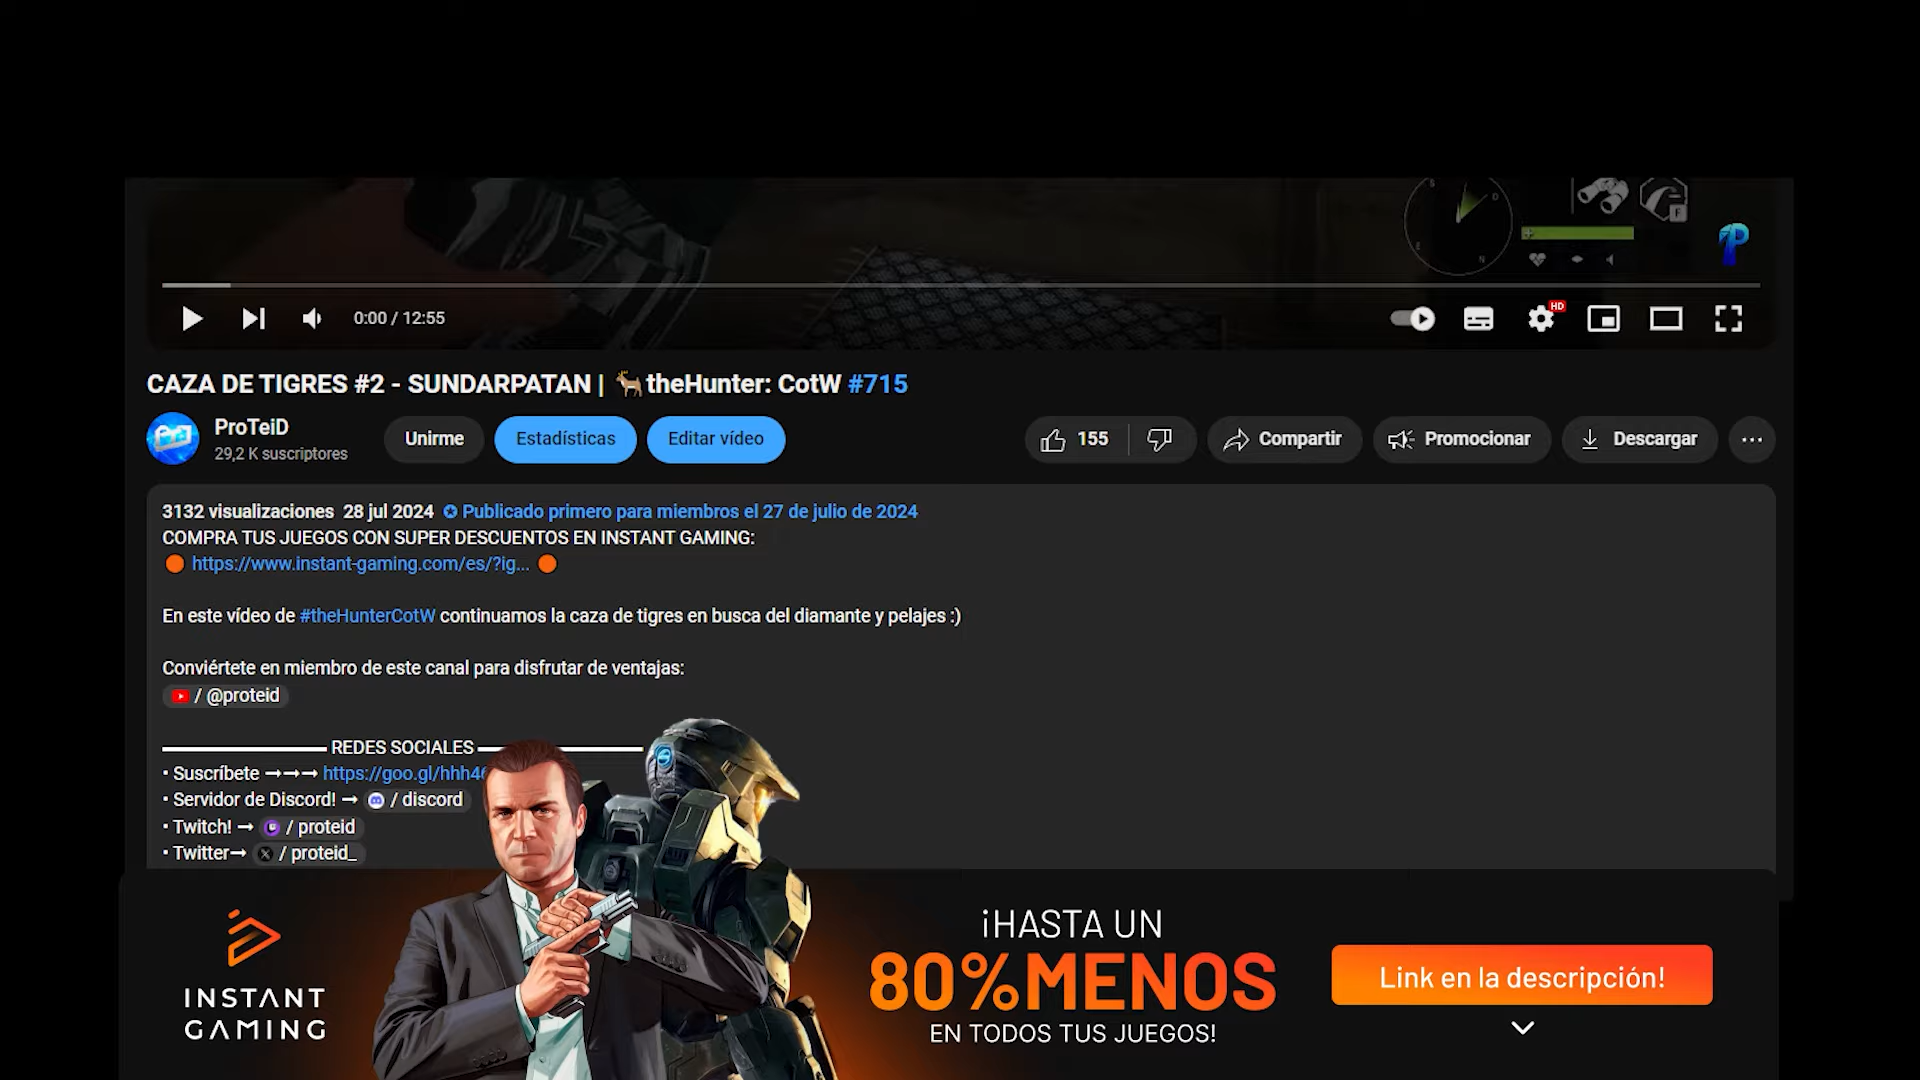 0:00 / 12:55
HD
CAZA DE TIGRES #2 - SUNDARPATAN | 🦌theHunter: CotW #715
ProTeiD
29,2 K suscriptores
Unirme
Estadísticas
Editar vídeo
155
Compartir
Promocionar
Descargar
3132 visualizaciones 28 jul 2024 ✪ Publicado primero para miembros el 27 de julio de 2024
COMPRA TUS JUEGOS CON SUPER DESCUENTOS EN INSTANT GAMING:
🟠 https://www.instant-gaming.com/es/?ig... 🟠
En este vídeo de #theHunterCotW continuamos la caza de tigres en busca del diamante y pelajes :)
Conviértete en miembro de este canal para disfrutar de ventajas:
/ @proteid
REDES SOCIALES
• Suscríbete ➞➞➞ https://goo.gl/hhh46
• Servidor de Discord! ➞ / discord
• Twitch! ➞ / proteid
• Twitter➞ / proteid_
INSTANT
GAMING
¡HASTA UN
80%MENOS
EN TODOS TUS JUEGOS!
Link en la descripción!